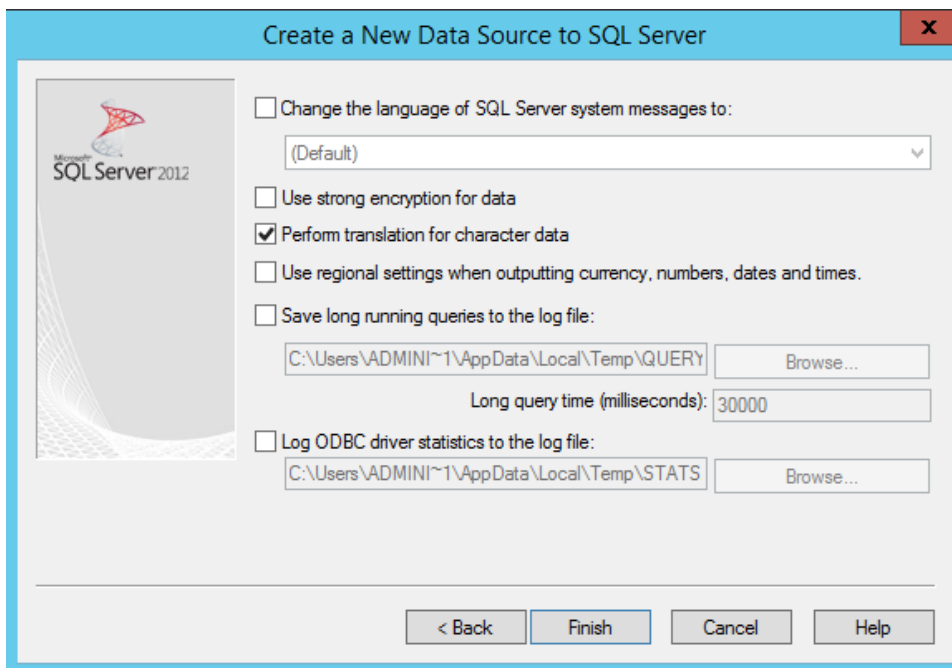 Create a New Data Source to SQL Server
x
Microsoft
SQL Server 2012
Change the language of SQL Server system messages to:
(Default)
Use strong encryption for data
Perform translation for character data
Use regional settings when outputting currency, numbers, dates and times.
Save long running queries to the log file:
C:\Users\ADMINI~1\AppData\Local\Temp\QUERY
Browse...
Long query time (milliseconds):
30000
Log ODBC driver statistics to the log file:
C:\Users\ADMINI~1\AppData\Local\Temp\STATS
Browse...
< Back
Finish
Cancel
Help